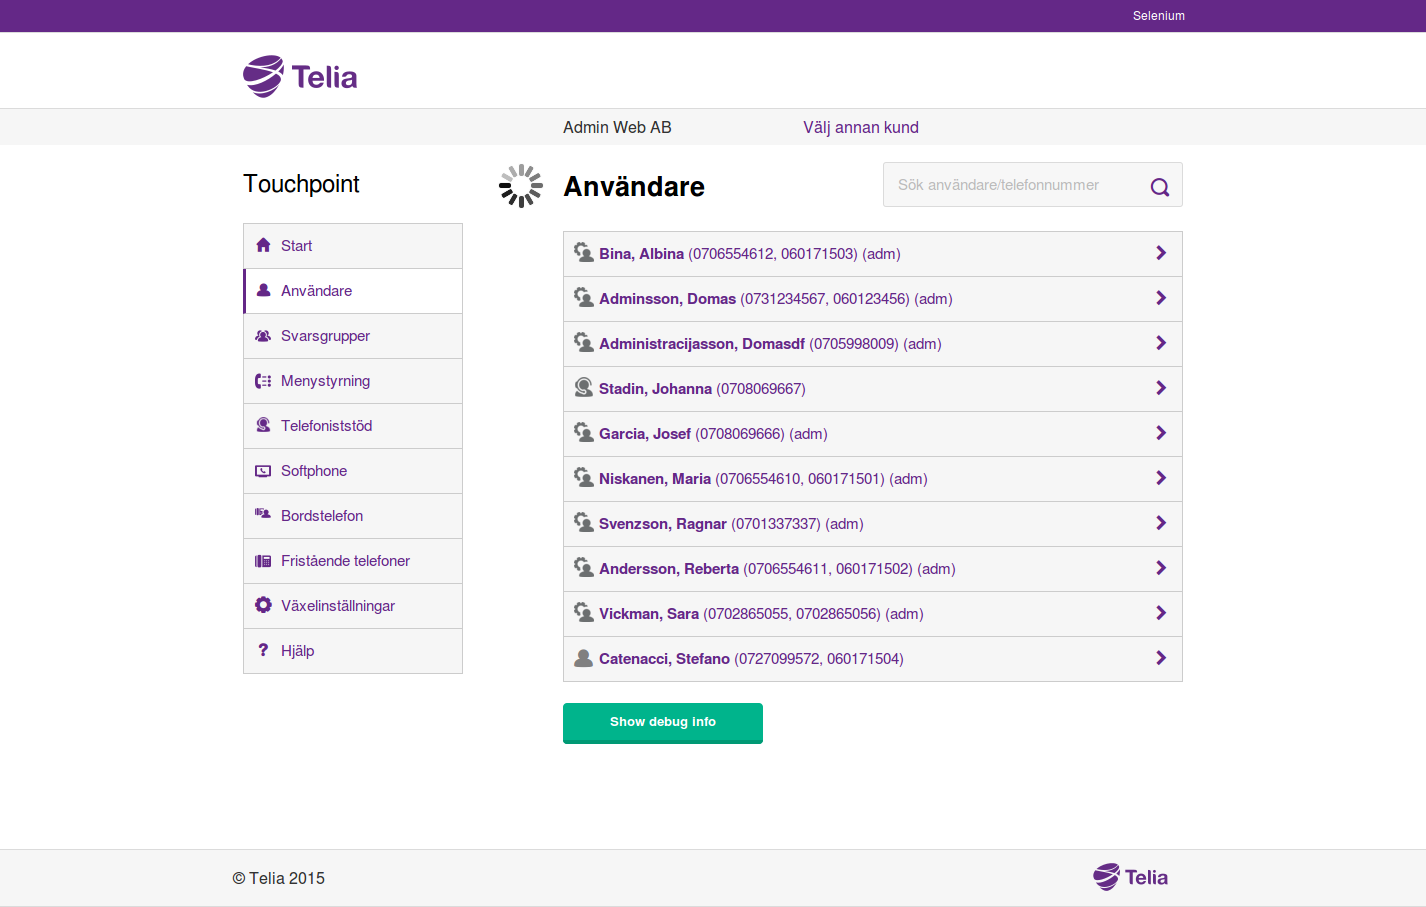 Selenium
Telia
Admin Web AB
Välj annan kund
Touchpoint
Användare
Sök användare/telefonnummer
Start
Användare
Svarsgrupper
Menystyrning
Telefoniststöd
Softphone
Bordstelefon
Fristående telefoner
Växelinställningar
? Hjälp
Bina, Albina (0706554612, 060171503) (adm)
Adminsson, Domas (0731234567, 060123456) (adm)
Administracijasson, Domasdf (0705998009) (adm)
Stadin, Johanna (0708069667)
Garcia, Josef (0708069666) (adm)
Niskanen, Maria (0706554610, 060171501) (adm)
Svenzson, Ragnar (0701337337) (adm)
Andersson, Reberta (0706554611, 060171502) (adm)
Vickman, Sara (0702865055, 0702865056) (adm)
Catenacci, Stefano (0727099572, 060171504)
Show debug info
© Telia 2015
Telia